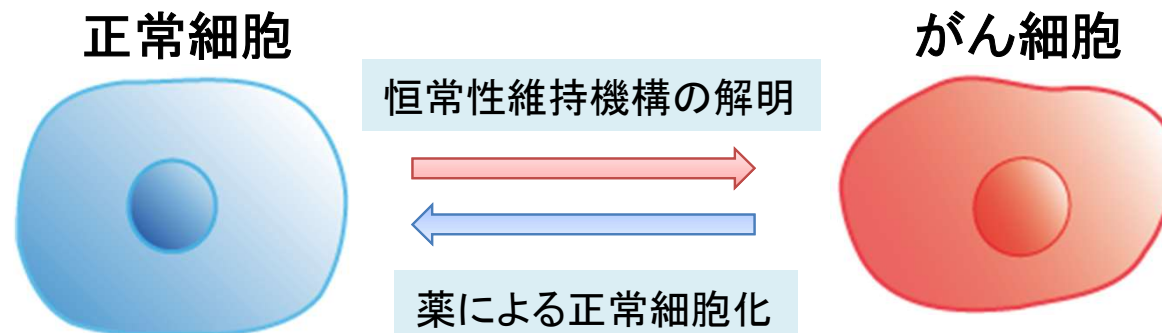 正常細胞
がん細胞
恒常性維持機構の解明
薬による正常細胞化